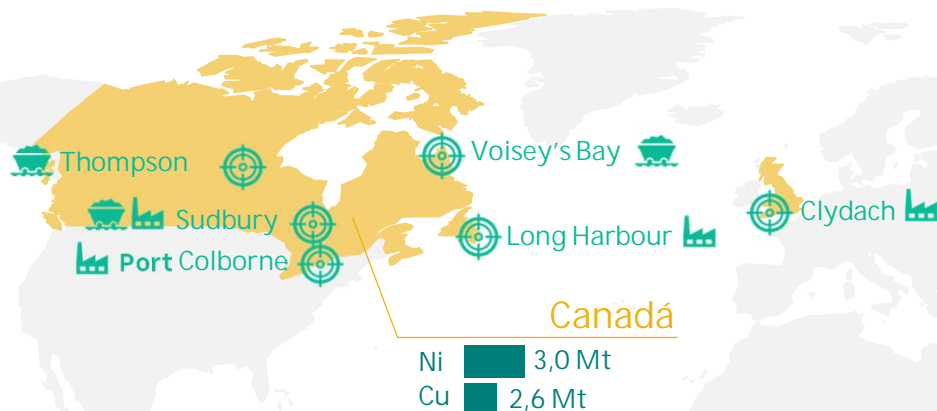 Thompson
Voisey's Bay
Sudbury
Clydach
Port Colborne
Long Harbour
Canadá
Ni 3,0 Mt
Cu 2,6 Mt